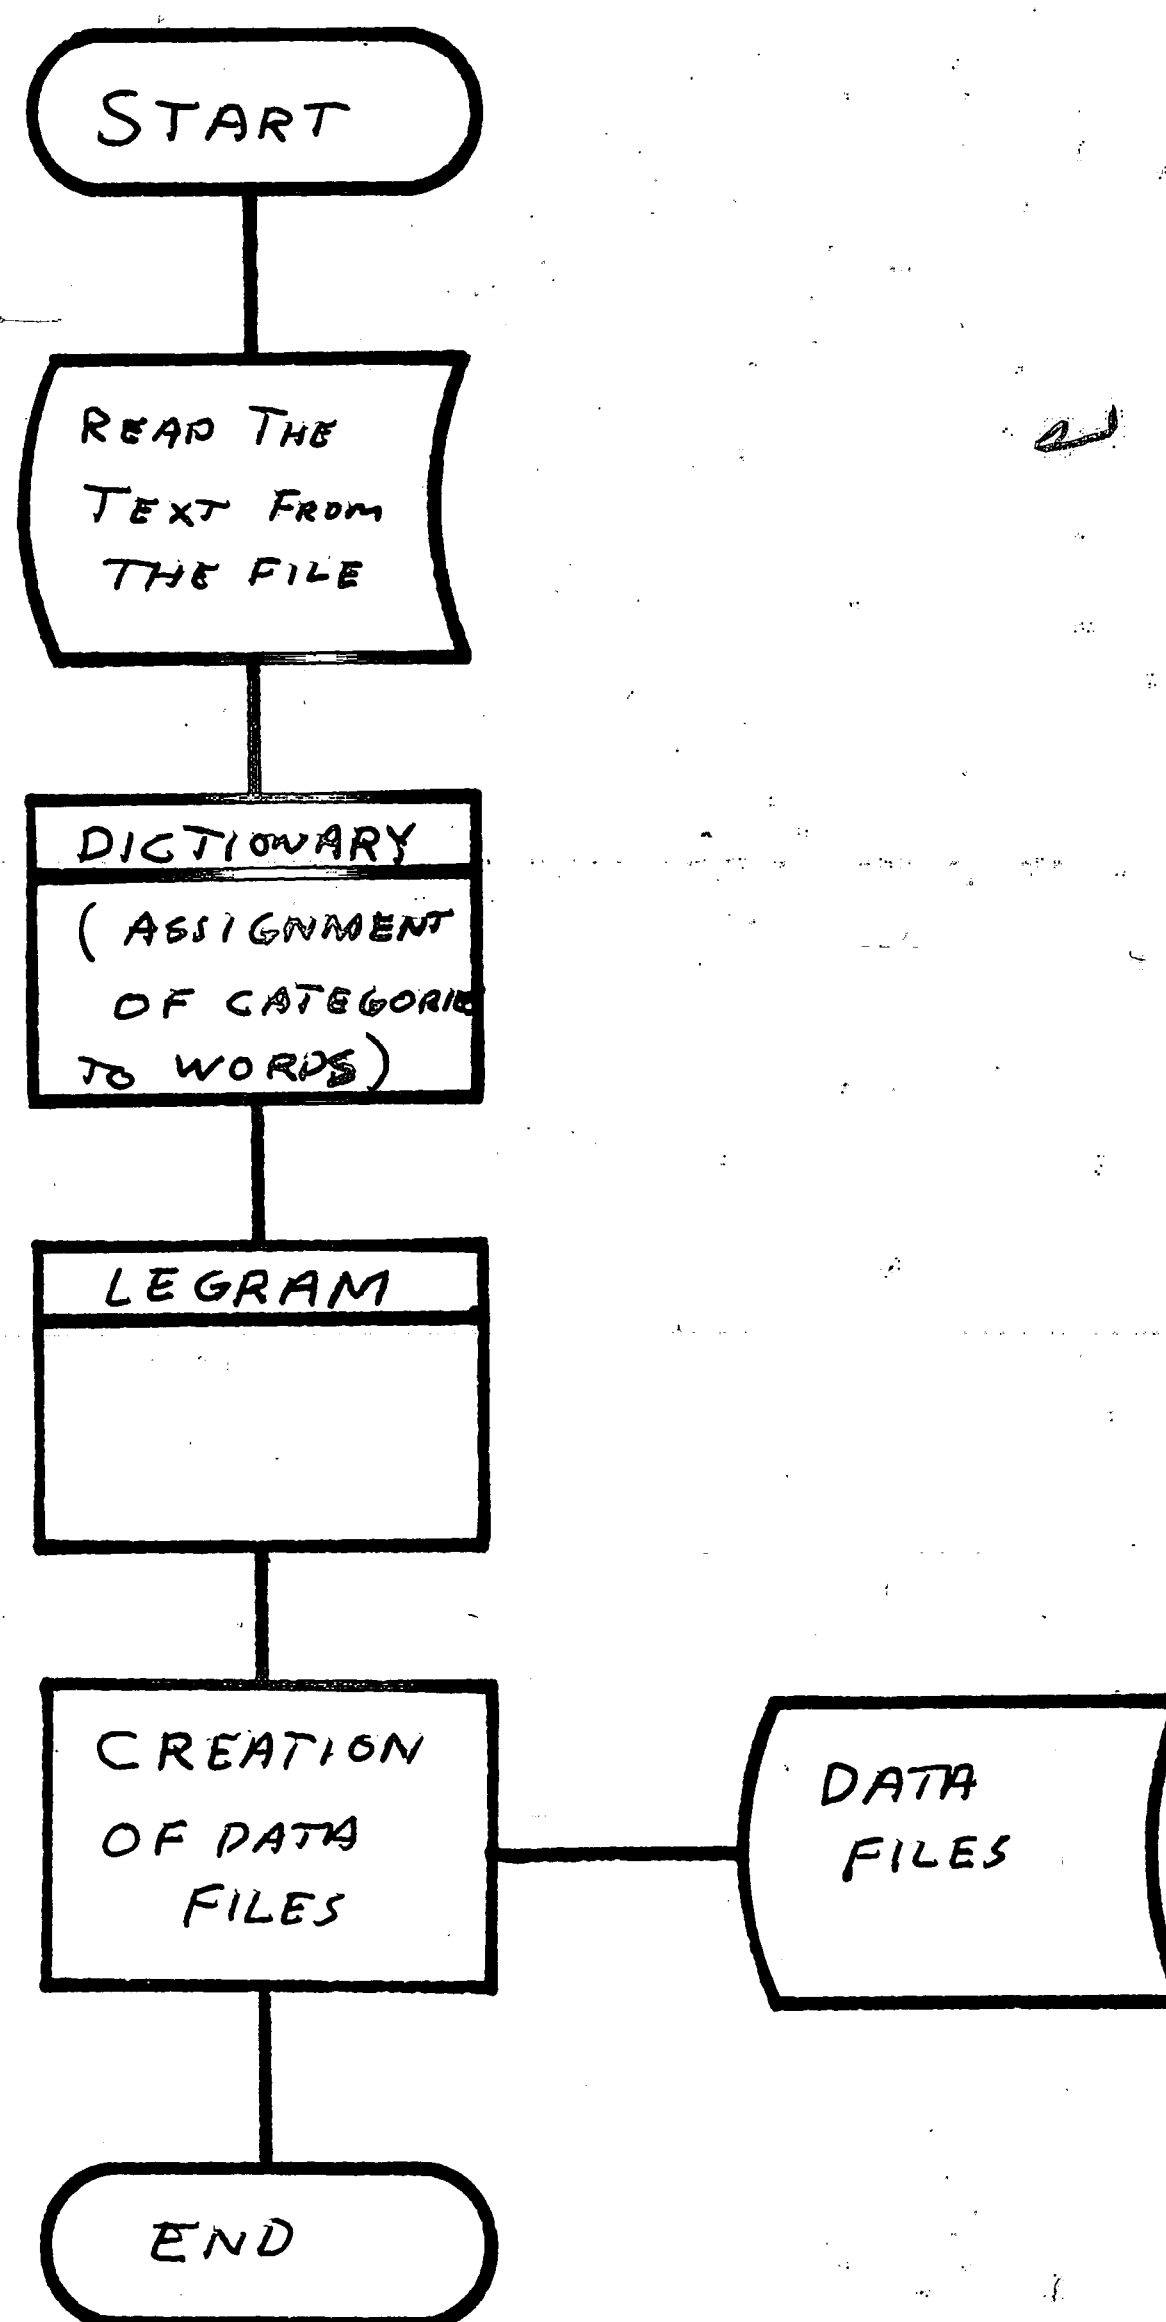 START
READ THE
TEXT FROM
THE FILE
DICTIONARY
(ASSIGNMENT
OF CATEGORIE
TO WORDS)
LEGRAM
CREATION
OF DATA
FILES
DATA
FILES
END